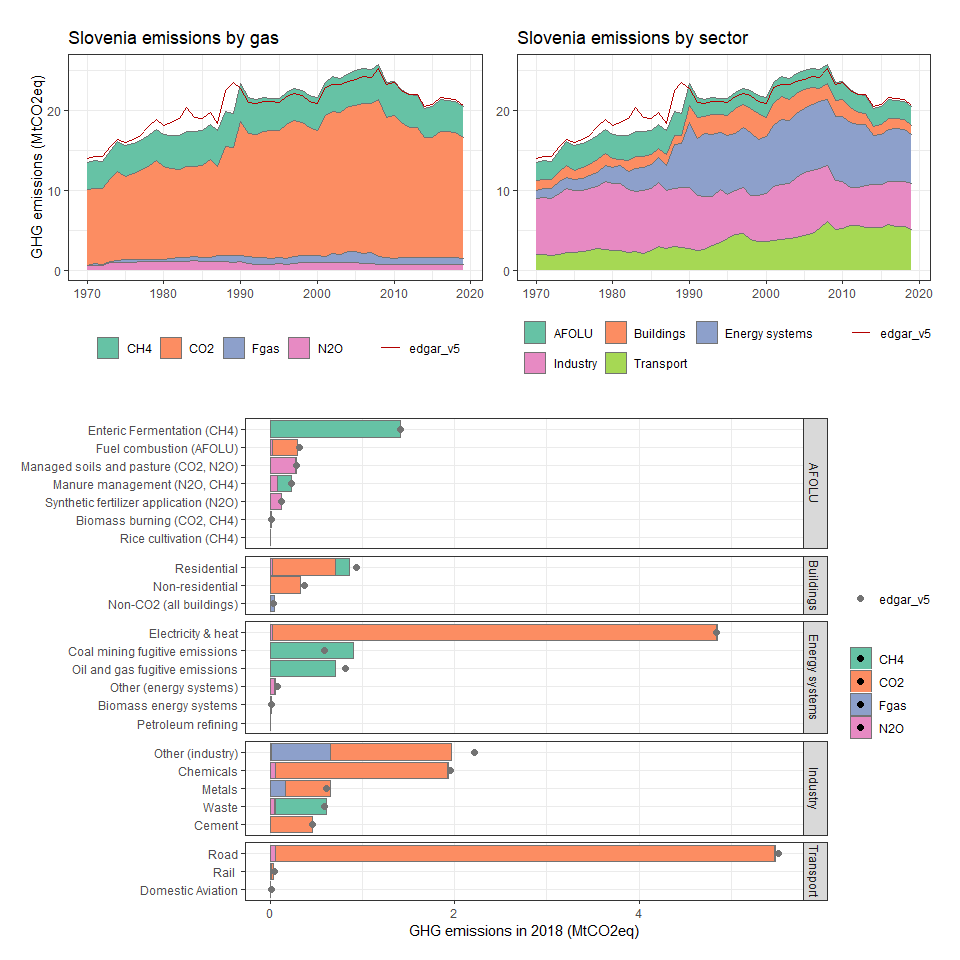 Slovenia emissions by gas
GHG emissions (MtCO2eq)
20
10
0
1970
1980
1990
2000
2010
2020
CH4
CO2
Fgas
N2O
edgar_v5
Slovenia emissions by sector
20
10
0
1970
1980
1990
2000
2010
2020
AFOLU
Buildings
Energy systems
edgar_v5
Industry
Transport
Enteric Fermentation (CH4)
Fuel combustion (AFOLU)
Managed soils and pasture (CO2, N2O)
Manure management (N2O, CH4)
Synthetic fertilizer application (N2O)
Biomass burning (CO2, CH4)
Rice cultivation (CH4)
AFOLU
Residential
Non-residential
Non-CO2 (all buildings)
Buildings
Electricity & heat
Coal mining fugitive emissions
Oil and gas fugitive emissions
Other (energy systems)
Biomass energy systems
Petroleum refining
Energy systems
Other (industry)
Chemicals
Metals
Waste
Cement
Industry
Road
Rail
Domestic Aviation
Transport
0
2
4
GHG emissions in 2018 (MtCO2eq)
edgar_v5
CH4
CO2
Fgas
N2O